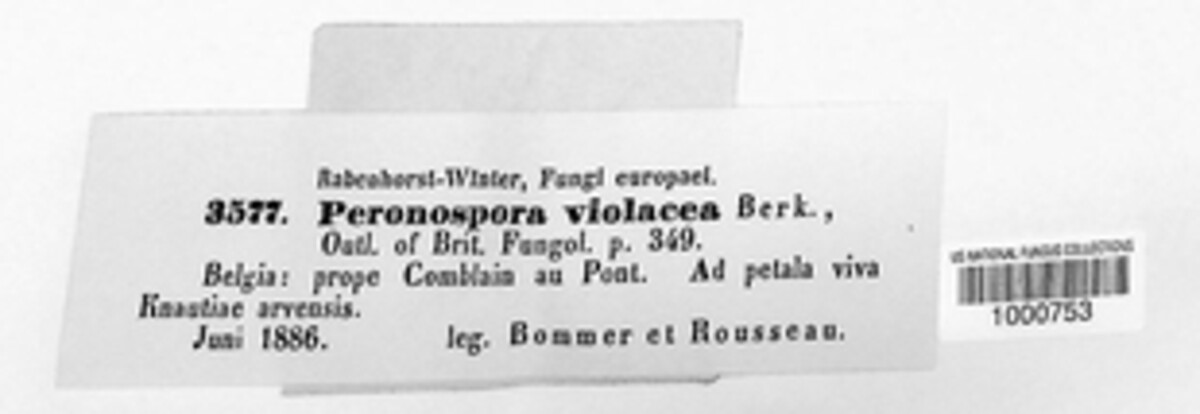 Rabenhorst-Winter, Fungi europaei.
3577. Peronospora violacea Berk.,
Outl. of Brit. Fungol. p. 349.
Belgia: prope Comblain au Pont. Ad petala viva
Knautiae arvensis.
Juni 1886. leg. Bommer et Rousseau.
US NATIONAL FUNGUS COLLECTIONS
1000753